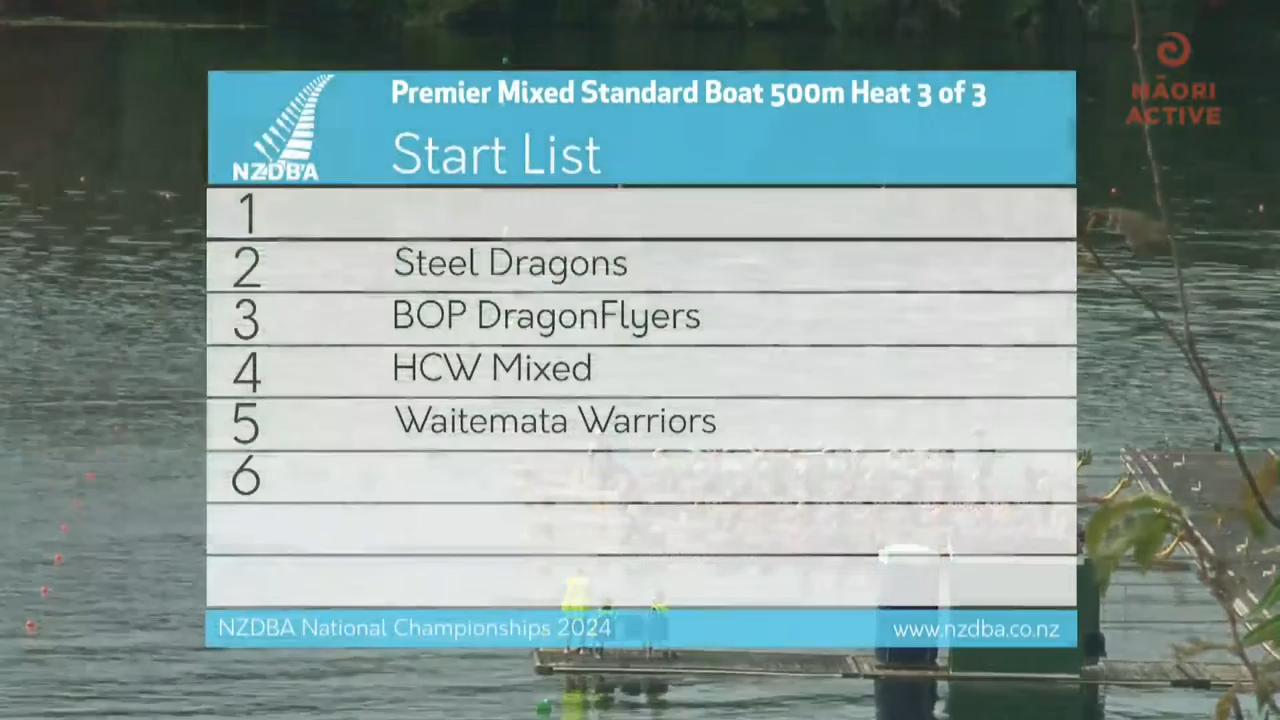 Premier Mixed Standard Boat 500m Heat 3 of 3
NZDBA
Start List
MĀORI
ACTIVE
1
2 Steel Dragons
3 BOP DragonFlyers
4 HCW Mixed
5 Waitemata Warriors
6
NZDBA National Championships 2024
www.nzdba.co.nz